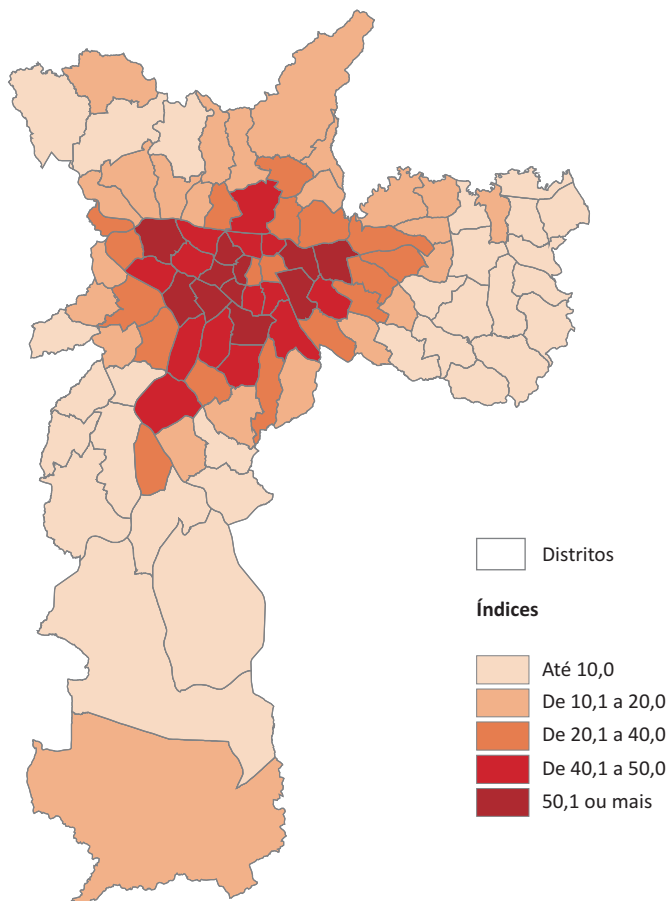 Distritos
Índices
Até 10,0
De 10,1 a 20,0
De 20,1 a 40,0
De 40,1 a 50,0
50,1 ou mais